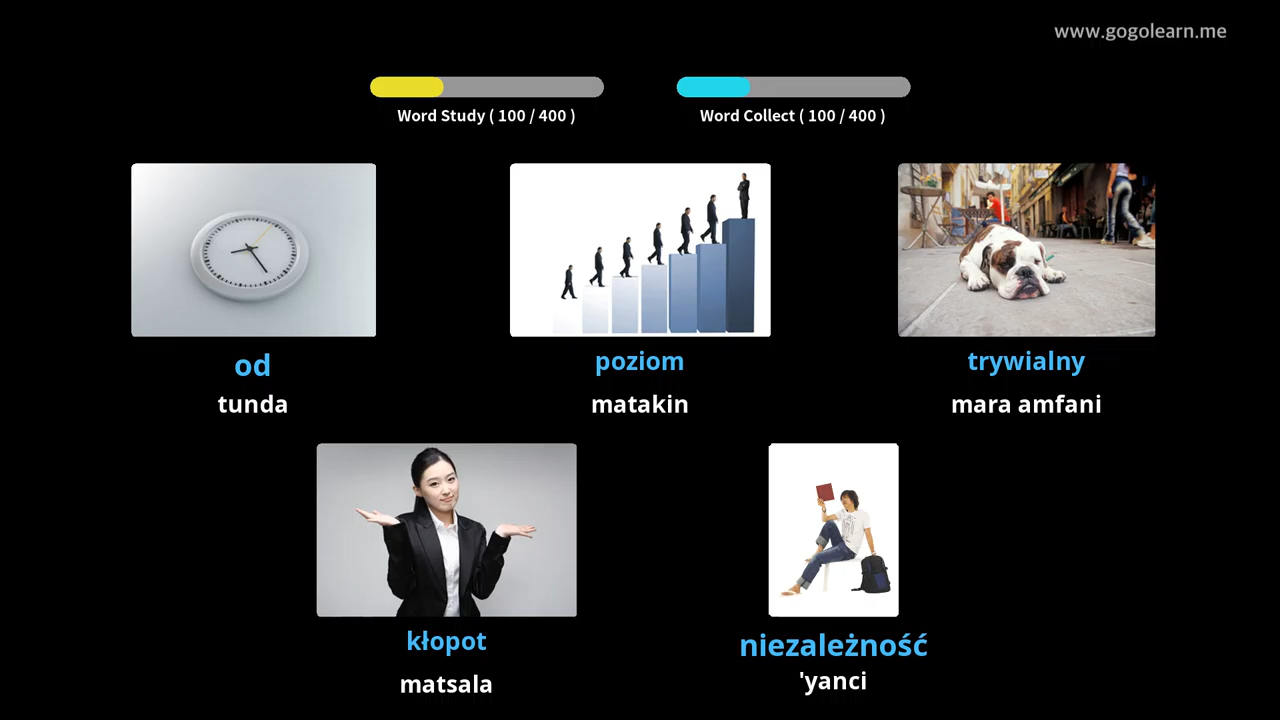 www.gogolearn.me
Word Study ( 100 / 400 )
Word Collect ( 100 / 400 )
od
tunda
poziom
matakin
trywialny
mara amfani
kłopot
matsala
niezależność
'yanci